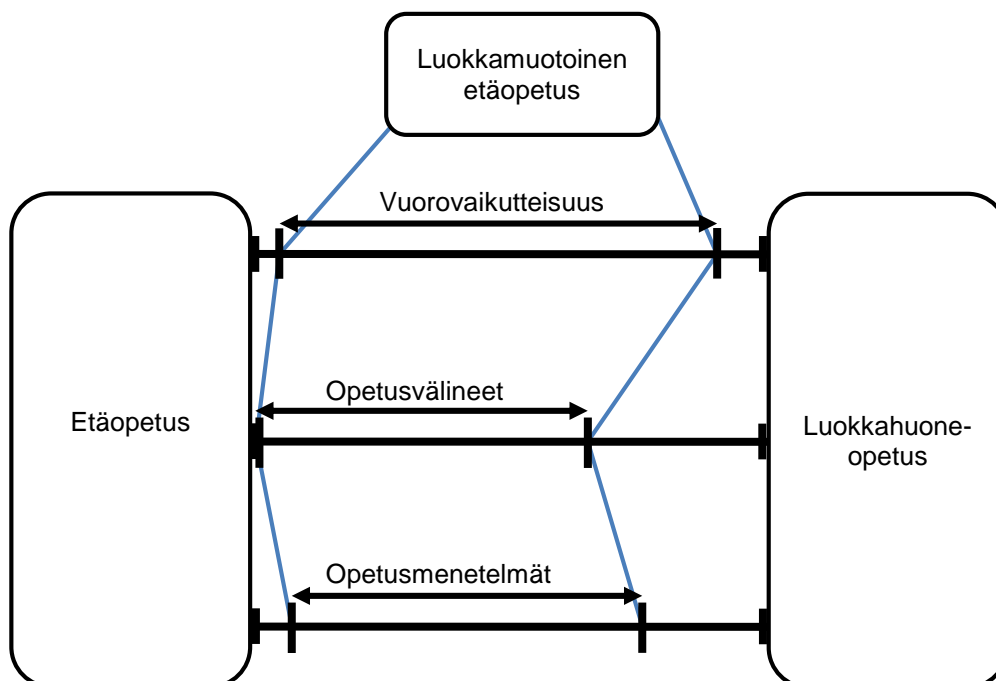 Luokkamuotoinen
etäopetus
Vuorovaikutteisuus
Opetusvälineet
Etäopetus
Luokkahuone-
opetus
Opetusmenetelmät